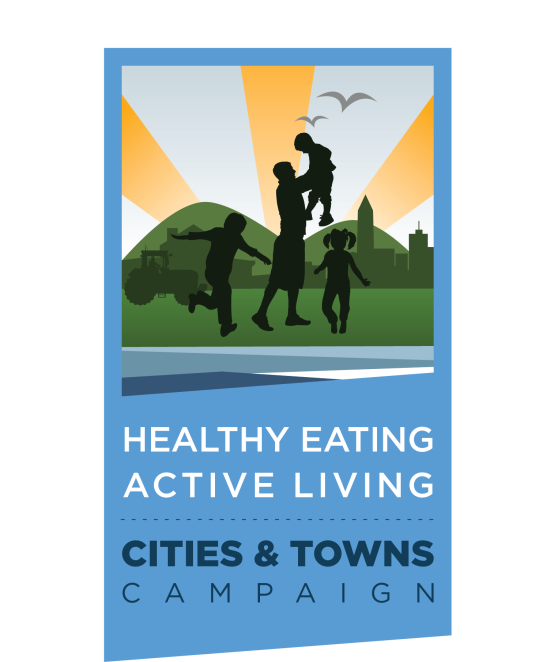 HEALTHY EATING
ACTIVE LIVING
CITIES & TOWNS
CAMPAIGN